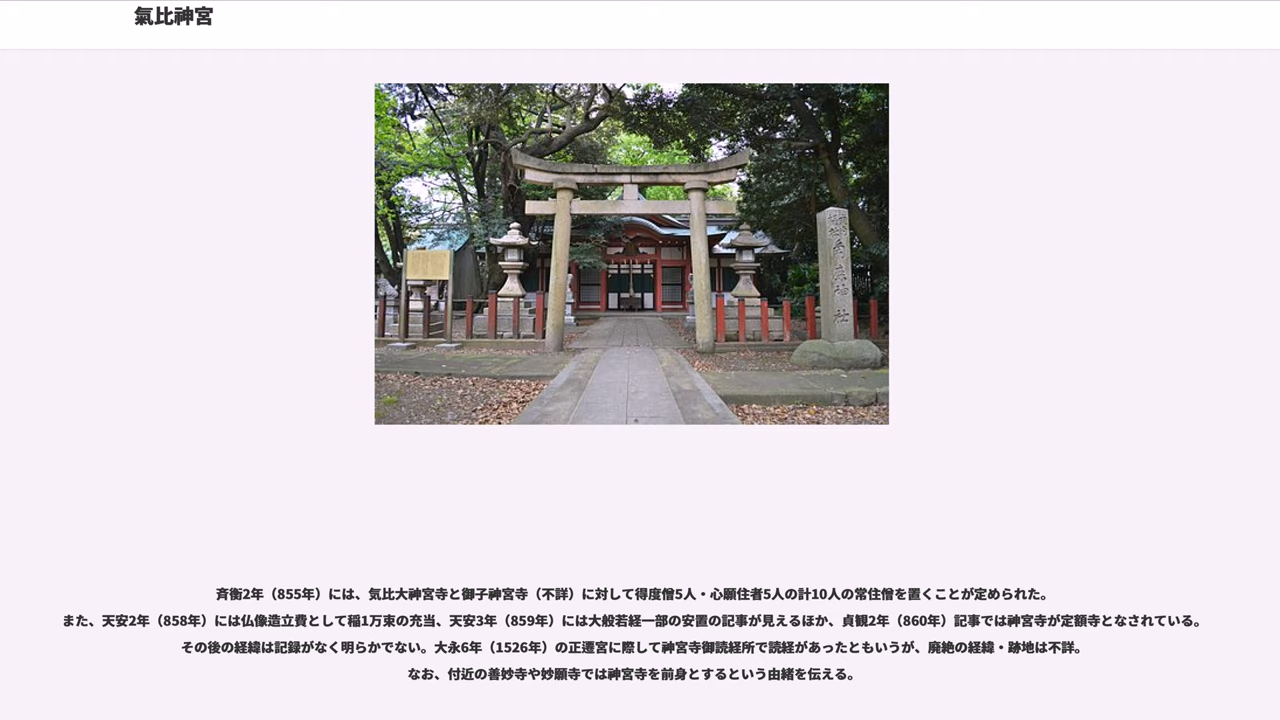 氣比神宮
角鹿神社
斉衡2年（855年）には、気比大神宮寺と御子神宮寺（不詳）に対して得度僧5人・心願住者5人の計10人の常住僧を置くことが定められた。
また、天安2年（858年）には仏像造立費として稲1万束の充当、天安3年（859年）には大般若経一部の安置の記事が見えるほか、貞観2年（860年）記事では神宮寺が定額寺となされている。
その後の経緯は記録がなく明らかでない。大永6年（1526年）の正遷宮に際して神宮寺御読経所で読経があったともいうが、廃絶の経緯・跡地は不詳。
なお、付近の善妙寺や妙願寺では神宮寺を前身とするという由緒を伝える。